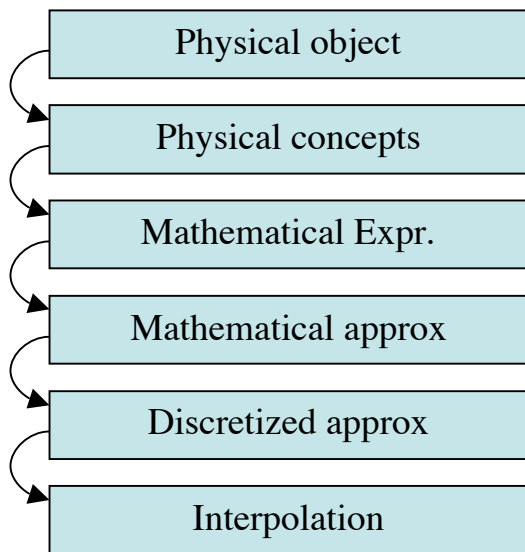 Physical object
Physical concepts
Mathematical Expr.
Mathematical approx
Discretized approx
Interpolation